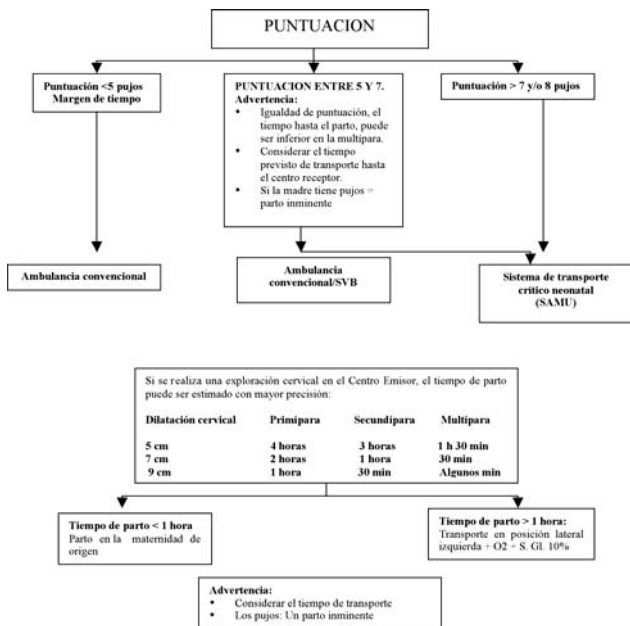 PUNTUACION
Puntuación <5 pujos
Margen de tiempo
PUNTUACION ENTRE 5 Y 7.
Advertencia:
• Igualdad de puntuación, el
tiempo hasta el parto, puede
ser inferior en la multípara.
• Considerar el tiempo
previsto de transporte hasta
el centro receptor.
• Si la madre tiene pujos =
parto inminente
Puntuación > 7 y/o 8 pujos
Ambulancia convencional
Ambulancia
convencional/SVB
Sistema de transporte
crítico neonatal
(SAMU)
Si se realiza una exploración cervical en el Centro Emisor, el tiempo de parto
puede ser estimado con mayor precisión:
Dilatación cervical Primípara Secundípara Multípara
5 cm 4 horas 3 horas 1 h 30 min
7 cm 2 horas 1 hora 30 min
9 cm 1 hora 30 min Algunos min
Tiempo de parto < 1 hora
Parto en la maternidad de
origen
Tiempo de parto > 1 hora:
Transporte en posición lateral
izquierda + O2 + S. Gl. 10%
Advertencia:
• Considerar el tiempo de transporte
• Los pujos: Un parto inminente